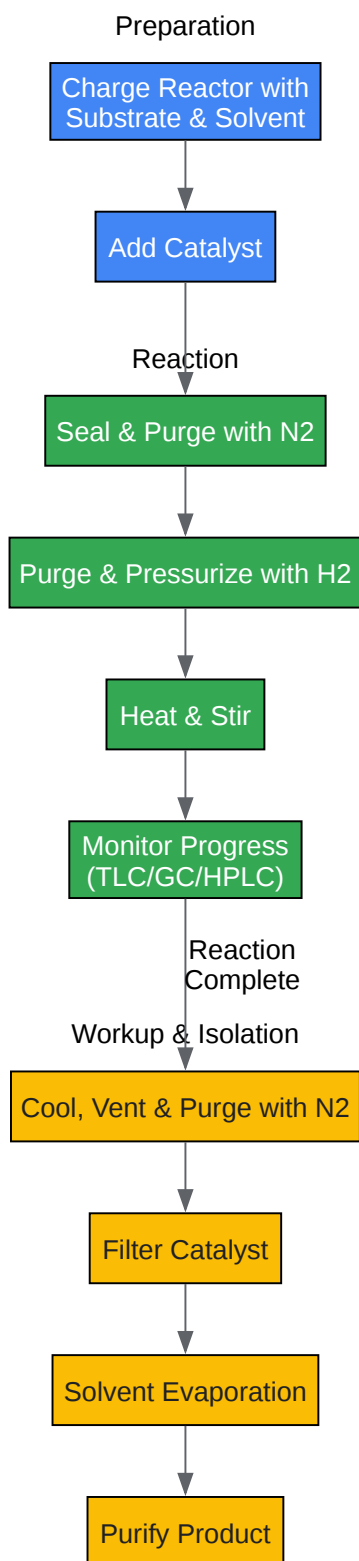 Preparation
Charge Reactor with
Substrate & Solvent
Add Catalyst
Reaction
Seal & Purge with N2
Purge & Pressurize with H2
Heat & Stir
Monitor Progress
(TLC/GC/HPLC)
Reaction
Complete
Workup & Isolation
Cool, Vent & Purge with N2
Filter Catalyst
Solvent Evaporation
Purify Product